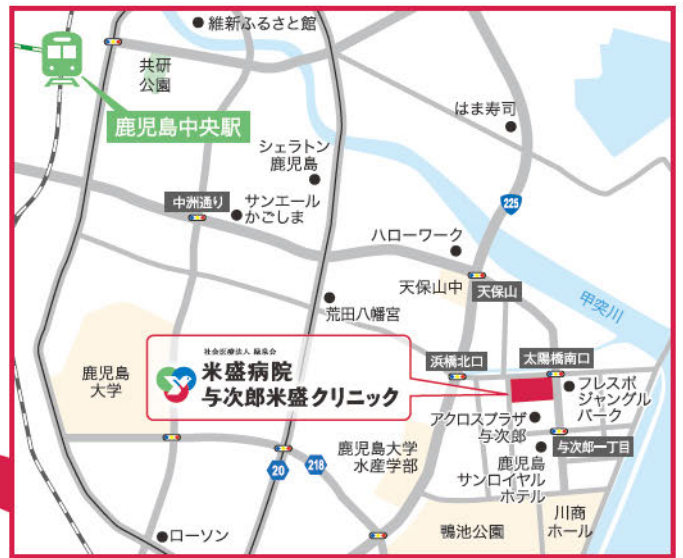 維新ふるさと館
共研
公園
鹿児島中央駅
はま寿司
シェラトン
鹿児島
中洲通り
サンエール
かごしま
225
ハローワーク
天保山中
天保山
甲突川
荒田八幡宮
社会医療法人 緑泉会
米盛病院
与次郎米盛クリニック
浜橋北口
太陽橋南口
鹿児島
大学
フレスポ
ジャングル
パーク
アクロスプラザ
与次郎
与次郎一丁目
鹿児島大学
水産学部
鹿児島
サンロイヤル
ホテル
20
218
ローソン
鴨池公園
川商
ホール